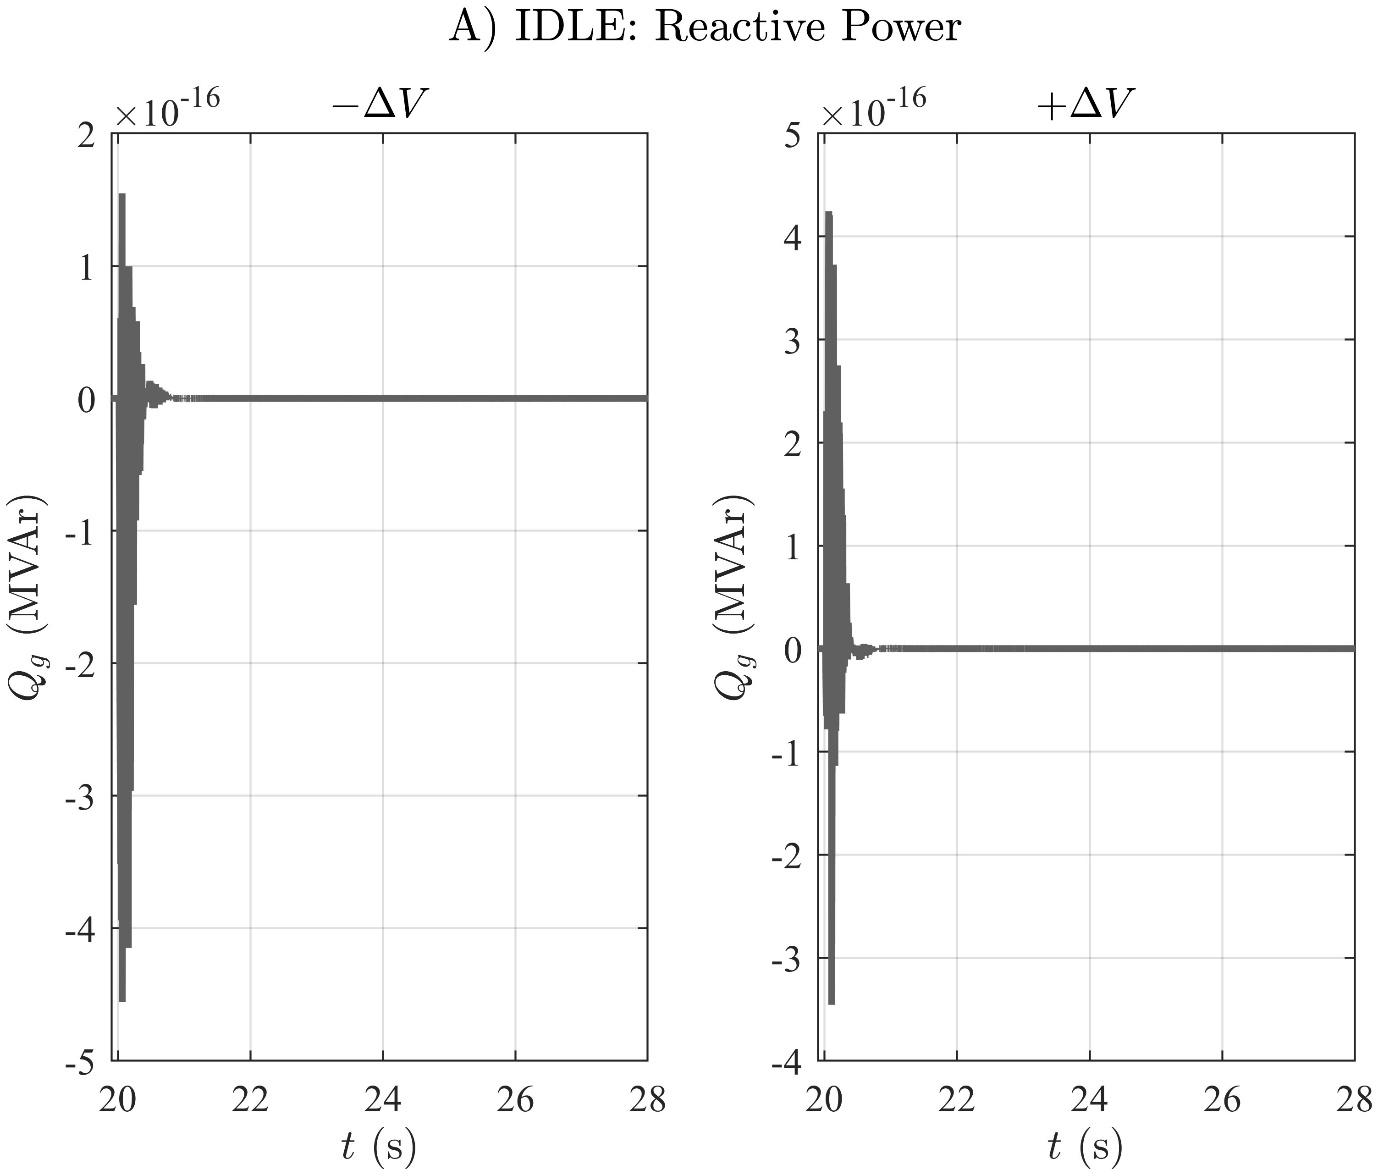 A) IDLE: Reactive Power
×10-16
−ΔV
2
1
0
-1
-2
-3
-4
-5
Qg (MVAr)
20 22 24 26 28
t (s)
×10-16
+ΔV
5
4
3
2
1
0
-1
-2
-3
-4
Qg (MVAr)
20 22 24 26 28
t (s)